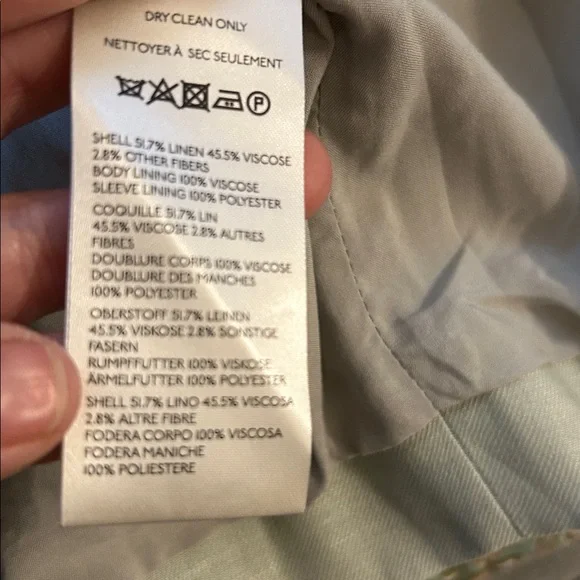 DRY CLEAN ONLY
NETTOYER À SEC SEULEMENT
P
SHELL 51.7% LINEN 45.5% VISCOSE
2.8% OTHER FIBERS
BODY LINING 100% VISCOSE
SLEEVE LINING 100% POLYESTER
COQUILLE 51.7% LIN
45.5% VISCOSE 2.8% AUTRES
FIBRES
DOUBLURE CORPS 100% VISCOSE
DOUBLURE DES MANCHES
100% POLYESTER
OBERSTOFF 51.7% LEINEN
45.5% VISKOSE 2.8% SONSTIGE
FASERN
RUMPFFUTTER 100% VISKOSE
ÄRMELFUTTER 100% POLYESTER
SHELL 51.7% LINO 45.5% VISCOSA
2.8% ALTRE FIBRE
FODERA CORPO 100% VISCOSA
FODERA MANICHE
100% POLIESTERE